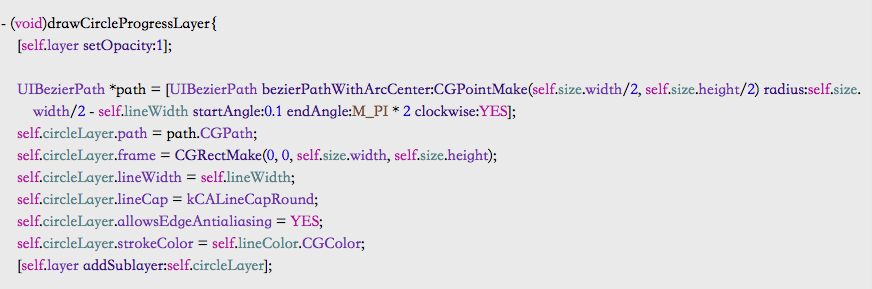 - (void)drawCircleProgressLayer{
[self.layer setOpacity:1];
UIBezierPath *path = [UIBezierPath bezierPathWithArcCenter:CGPointMake(self.size.width/2, self.size.height/2) radius:self.size.
width/2 - self.lineWidth startAngle:0.1 endAngle:M_PI * 2 clockwise:YES];
self.circleLayer.path = path.CGPath;
self.circleLayer.frame = CGRectMake(0, 0, self.size.width, self.size.height);
self.circleLayer.lineWidth = self.lineWidth;
self.circleLayer.lineCap = kCALineCapRound;
self.circleLayer.allowsEdgeAntialiasing = YES;
self.circleLayer.strokeColor = self.lineColor.CGColor;
[self.layer addSublayer:self.circleLayer];